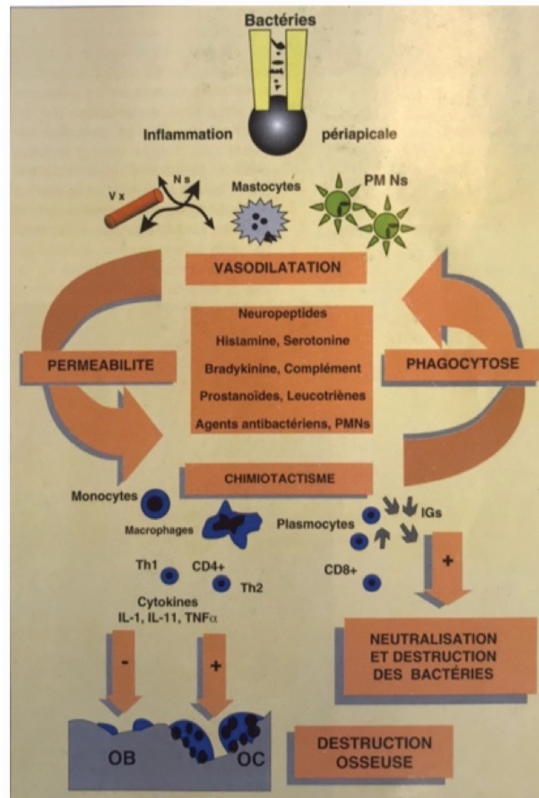 Bactéries
Inflammation périapicale
V x
N s
Mastocytes
PM Ns
VASODILATATION
Neuropeptides
Histamine, Serotonine
Bradykinine, Complément
Prostanoïdes, Leucotriènes
Agents antibactériens, PMNs
PERMEABILITE
PHAGOCYTOSE
CHIMIOTACTISME
Monocytes
Macrophages
Plasmocytes
IGs
Th1
CD4+
Th2
CD8+
+
Cytokines
IL-1, IL-11, TNFα
-
+
NEUTRALISATION
ET DESTRUCTION
DES BACTÉRIES
OB
OC
DESTRUCTION
OSSEUSE